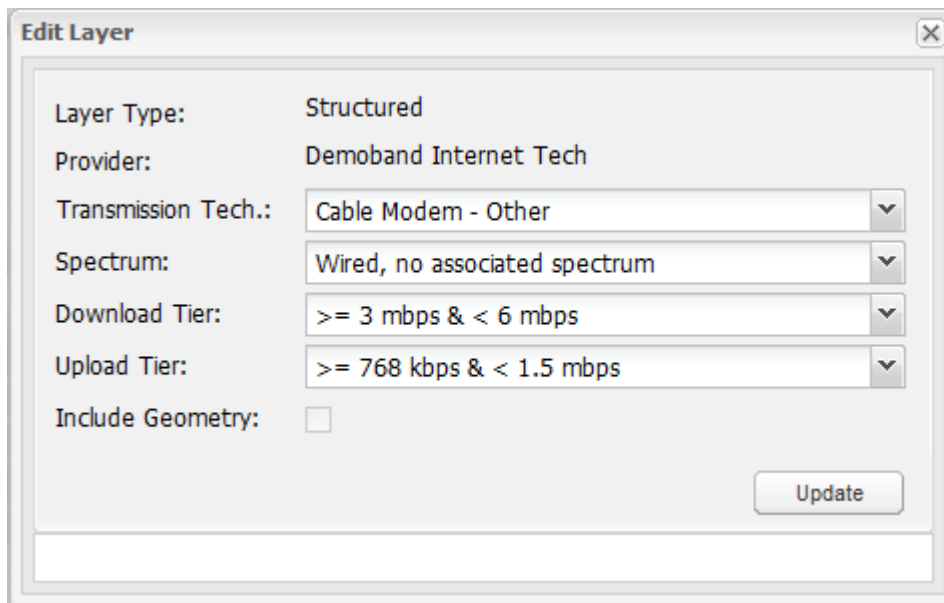 Edit Layer
Layer Type: Structured
Provider: Demoband Internet Tech
Transmission Tech.: Cable Modem - Other
Spectrum: Wired, no associated spectrum
Download Tier: >= 3 mbps & < 6 mbps
Upload Tier: >= 768 kbps & < 1.5 mbps
Include Geometry:
Update